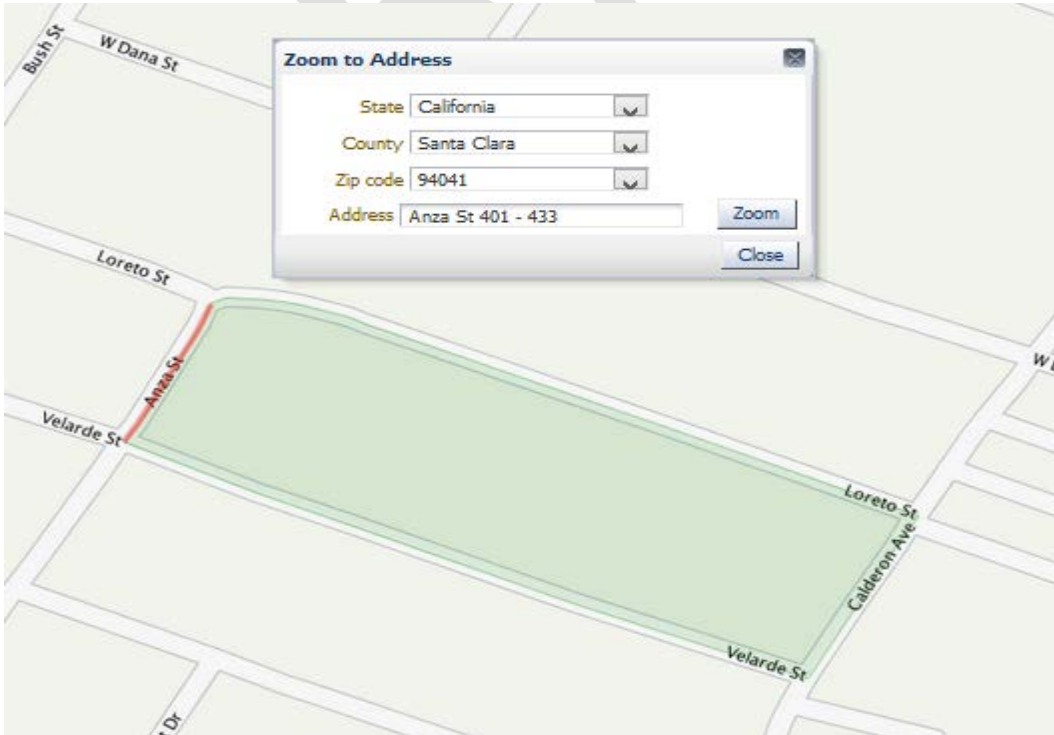 Bush St
W Dana St
Zoom to Address
State California
County Santa Clara
Zip code 94041
Address Anza St 401 - 433
Zoom
Close
Loreto St
Anza St
Velarde St
Loreto St
Calderon Ave
Velarde St
Dr